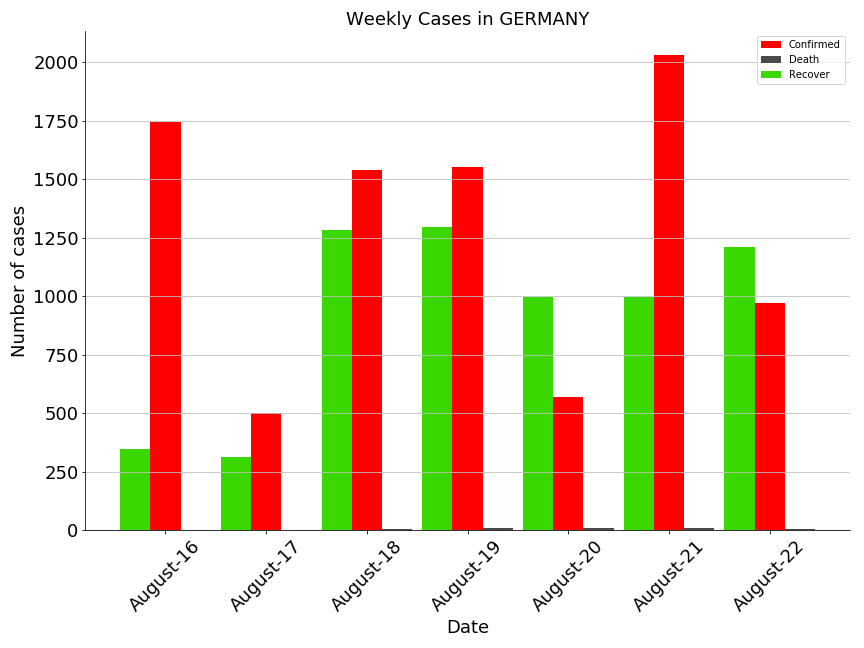 Weekly Cases in GERMANY
Confirmed
Death
Recover
Number of cases
2000
1750
1500
1250
1000
750
500
250
0
August-16
August-17
August-18
August-19
August-20
August-21
August-22
Date